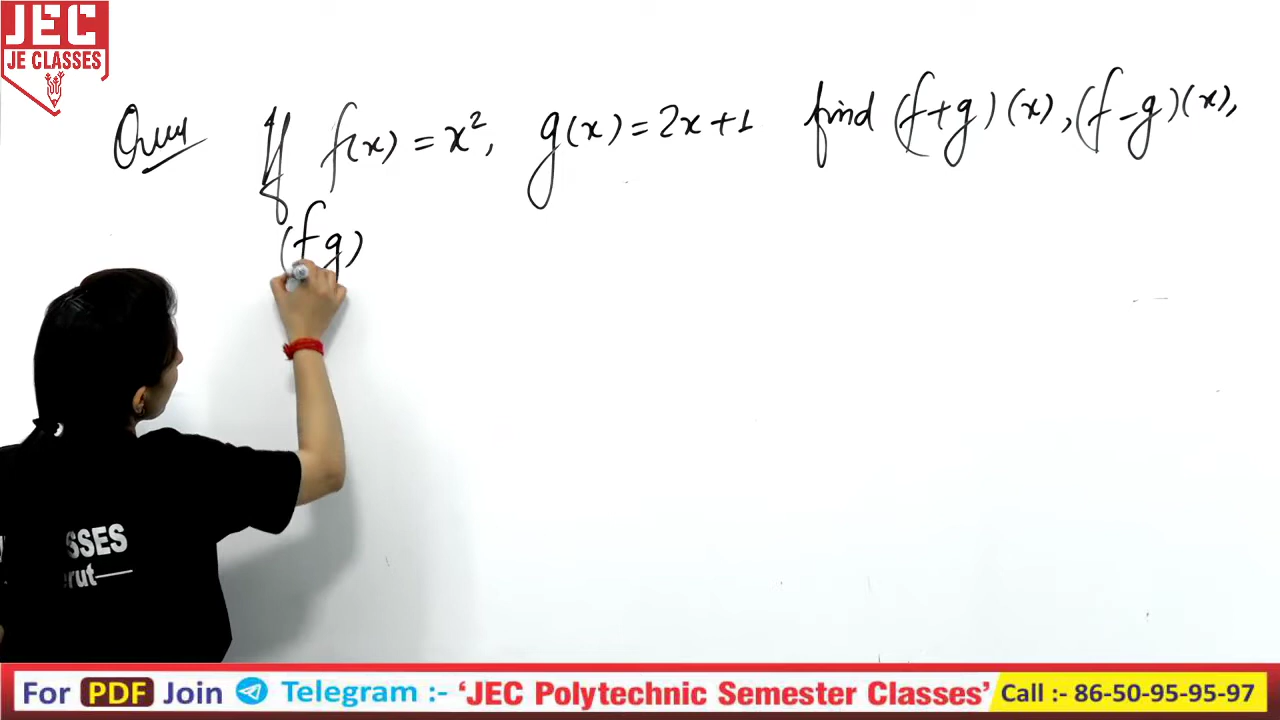 JEC
JE CLASSES
If f(x) = x², g(x) = 2x+1 find (f+g)(x), (f-g)(x),
(fg)
SSES
rut—
For PDF Join Telegram :- ‘JEC Polytechnic Semester Classes’ Call :- 86-50-95-95-97